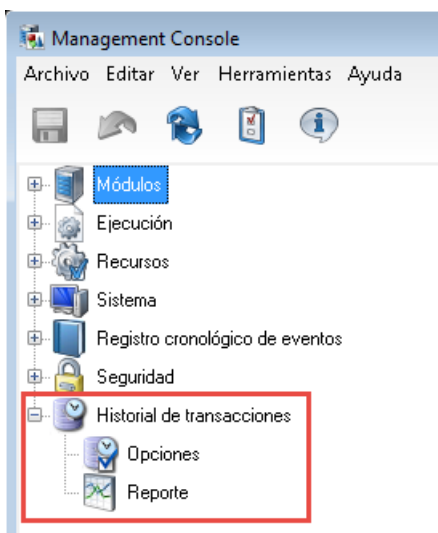 Management Console
Archivo Editar Ver Herramientas Ayuda
Módulos
Ejecución
Recursos
Sistema
Registro cronológico de eventos
Seguridad
Historial de transacciones
Opciones
Reporte